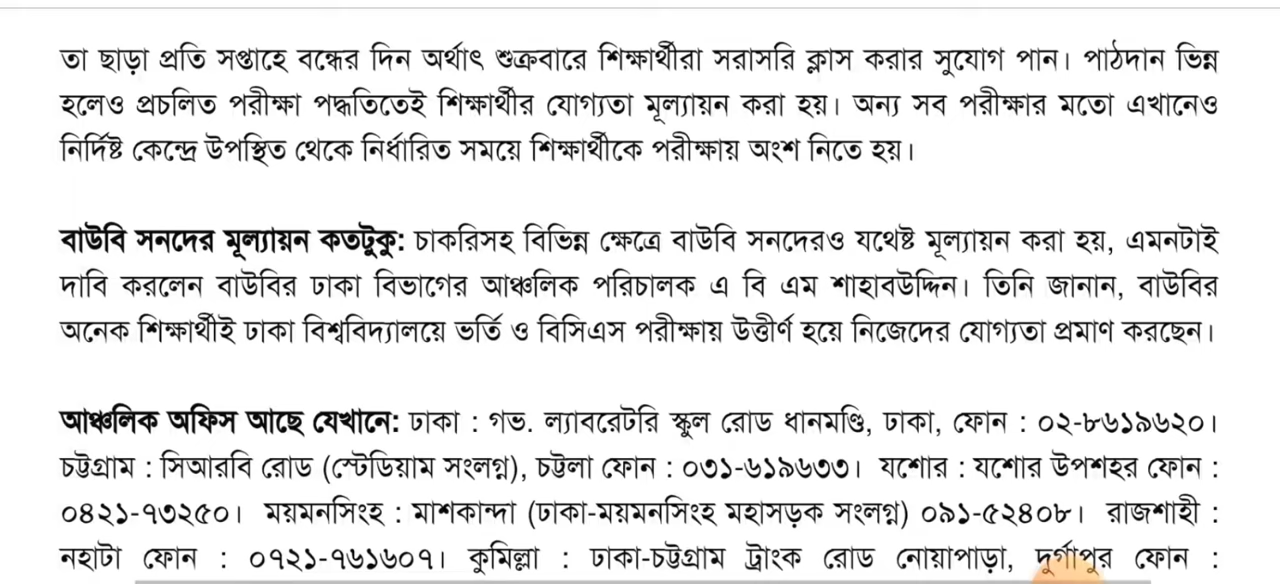 তা ছাড়া প্রতি সপ্তাহে বন্ধের দিন অর্থাৎ শুক্রবারে শিক্ষার্থীরা সরাসরি ক্লাস করার সুযোগ পান। পাঠদান ভিন্ন
হলেও প্রচলিত পরীক্ষা পদ্ধতিতেই শিক্ষার্থীর যোগ্যতা মূল্যায়ন করা হয়। অন্য সব পরীক্ষার মতো এখানেও
নির্দিষ্ট কেন্দ্রে উপস্থিত থেকে নির্ধারিত সময়ে শিক্ষার্থীকে পরীক্ষায় অংশ নিতে হয়।
বাউবি সনদের মূল্যায়ন কতটুকু: চাকরিসহ বিভিন্ন ক্ষেত্রে বাউবি সনদেরও যথেষ্ট মূল্যায়ন করা হয়, এমনটাই
দাবি করলেন বাউবির ঢাকা বিভাগের আঞ্চলিক পরিচালক এ বি এম শাহাবউদ্দিন। তিনি জানান, বাউবির
অনেক শিক্ষার্থীই ঢাকা বিশ্ববিদ্যালয়ে ভর্তি ও বিসিএস পরীক্ষায় উত্তীর্ণ হয়ে নিজেদের যোগ্যতা প্রমাণ করছেন।
আঞ্চলিক অফিস আছে যেখানে: ঢাকা : গভ. ল্যাবরেটরি স্কুল রোড ধানমণ্ডি, ঢাকা, ফোন : ০২-৮৬১৯৬২০।
চট্টগ্রাম : সিআরবি রোড (স্টেডিয়াম সংলগ্ন), চট্টলা ফোন : ০৩১-৬১৯৬৩৩। যশোর : যশোর উপশহর ফোন :
০৪২১-৭৩২৫০। ময়মনসিংহ : মাশকান্দা (ঢাকা-ময়মনসিংহ মহাসড়ক সংলগ্ন) ০৯১-৫২৪০৮। রাজশাহী :
নহাটা ফোন : ০৭২১-৭৬১৬০৭। কুমিল্লা : ঢাকা-চট্টগ্রাম ট্রাংক রোড নোয়াপাড়া, দুর্গাপুর ফোন :